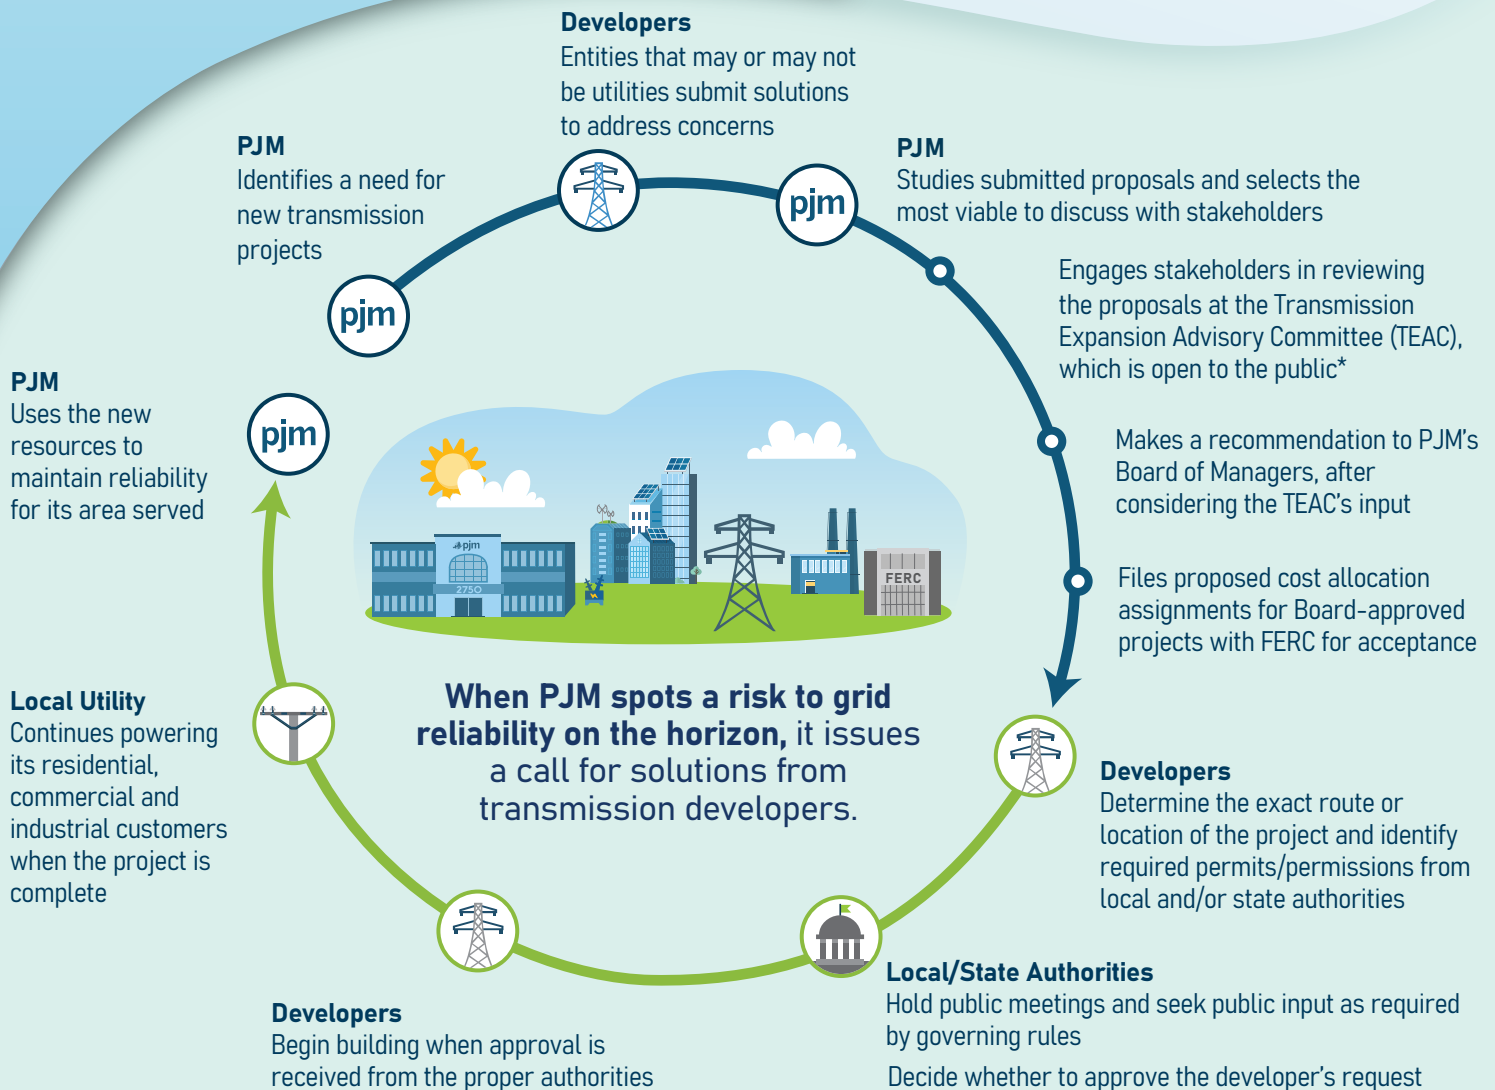 Developers
Entities that may or may not
be utilities submit solutions
to address concerns
PJM
Identifies a need for
new transmission
projects
pjm
pjm
PJM
Studies submitted proposals and selects the
most viable to discuss with stakeholders
Engages stakeholders in reviewing
the proposals at the Transmission
Expansion Advisory Committee (TEAC),
which is open to the public*
Makes a recommendation to PJM's
Board of Managers, after
considering the TEAC's input
Files proposed cost allocation
assignments for Board-approved
projects with FERC for acceptance
Developers
Determine the exact route or
location of the project and identify
required permits/permissions from
local and/or state authorities
Local/State Authorities
Hold public meetings and seek public input as required
by governing rules
Decide whether to approve the developer's request
Developers
Begin building when approval is
received from the proper authorities
Local Utility
Continues powering
its residential,
commercial and
industrial customers
when the project is
complete
PJM
Uses the new
resources to
maintain reliability
for its area served
pjm
pjm
2750
FERC
When PJM spots a risk to grid
reliability on the horizon, it issues
a call for solutions from
transmission developers.